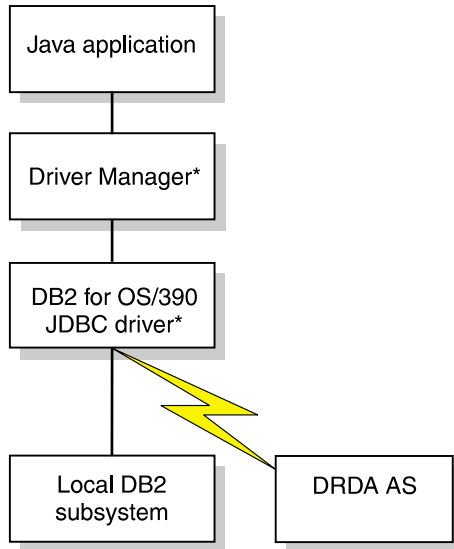 Java application
Driver Manager*
DB2 for OS/390
JDBC driver*
Local DB2
subsystem
DRDA AS